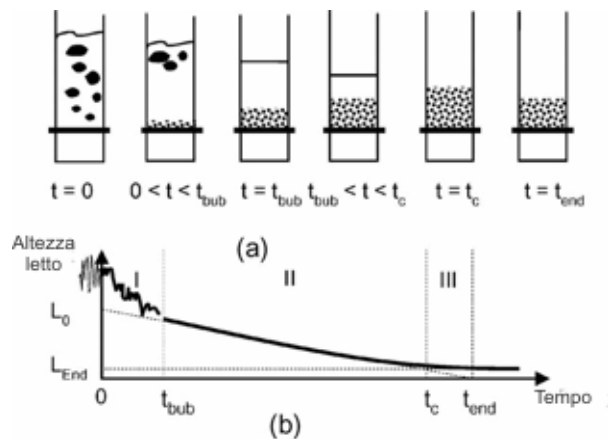 t = 0 0 < t < tbub t = tbub tbub < t < tc t = tc t = tend
(a)
Altezza
letto
I II III
L0
LEnd
0 tbub tc tend Tempo
(b)